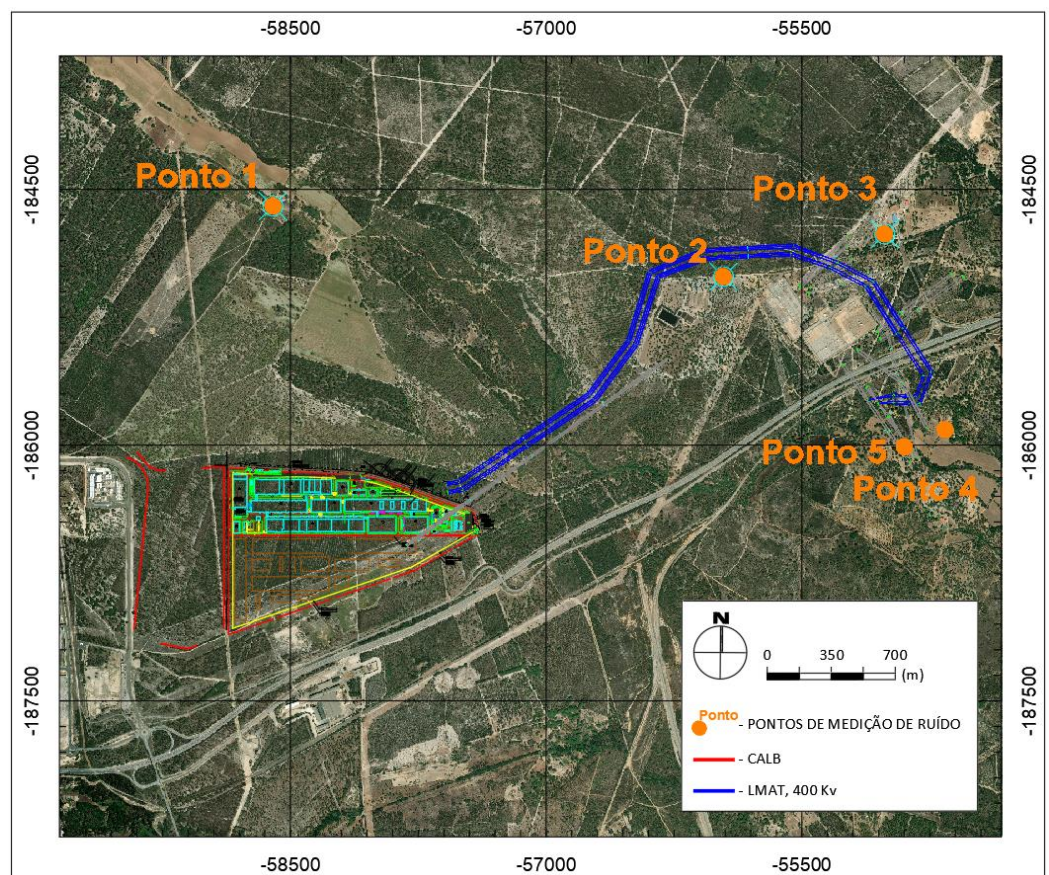 -58500 -57000 -55500
-184500 -184500
Ponto 1
Ponto 3
Ponto 2
-186000 -186000
Ponto 5
Ponto 4
N
0 350 700
(m)
Ponto
- PONTOS DE MEDIÇÃO DE RUÍDO
- CALB
- LMAT, 400 Kv
-187500 -187500
-58500 -57000 -55500